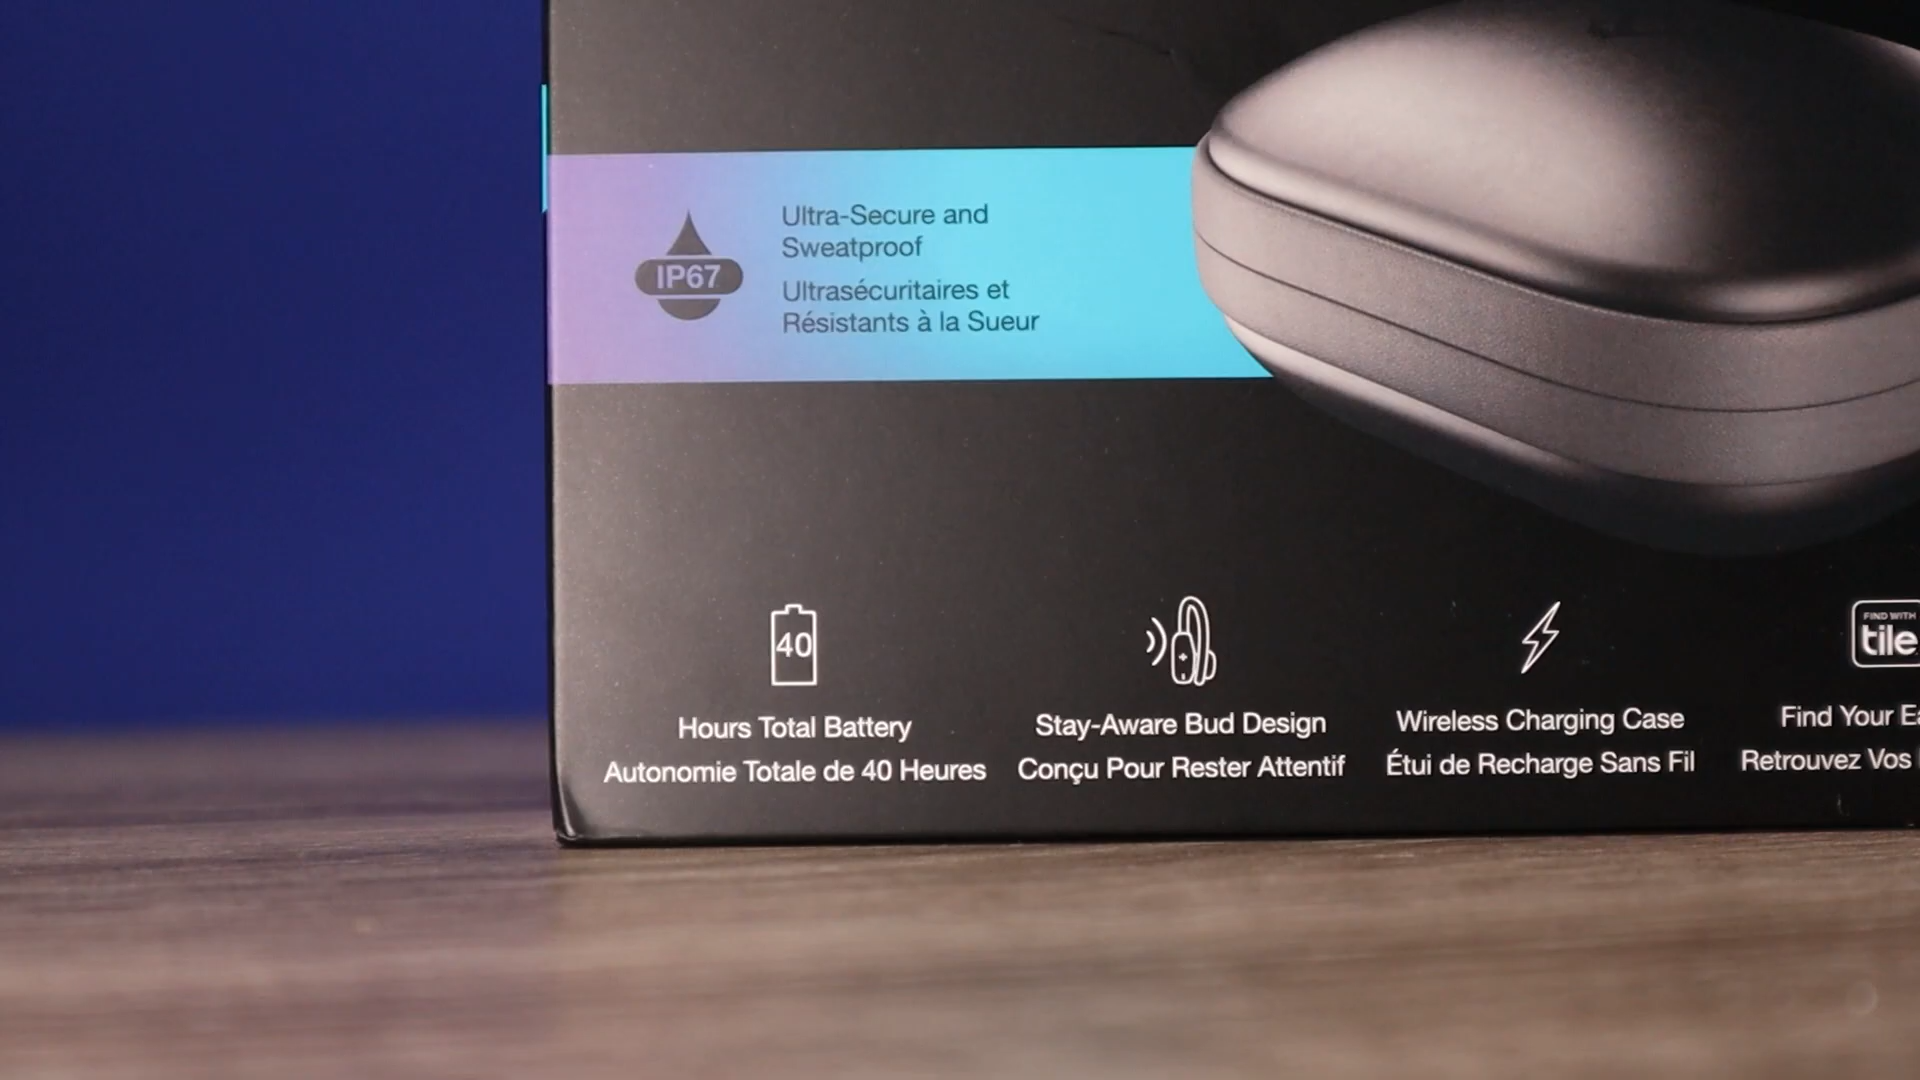 IP67
Ultra-Secure and
Sweatproof
Ultrasécuritaires et
Résistants à la Sueur
40
Hours Total Battery
Autonomie Totale de 40 Heures
Stay-Aware Bud Design
Conçu Pour Rester Attentif
Wireless Charging Case
Étui de Recharge Sans Fil
FIND WITH
tile
Find Your
Retrouvez Vos